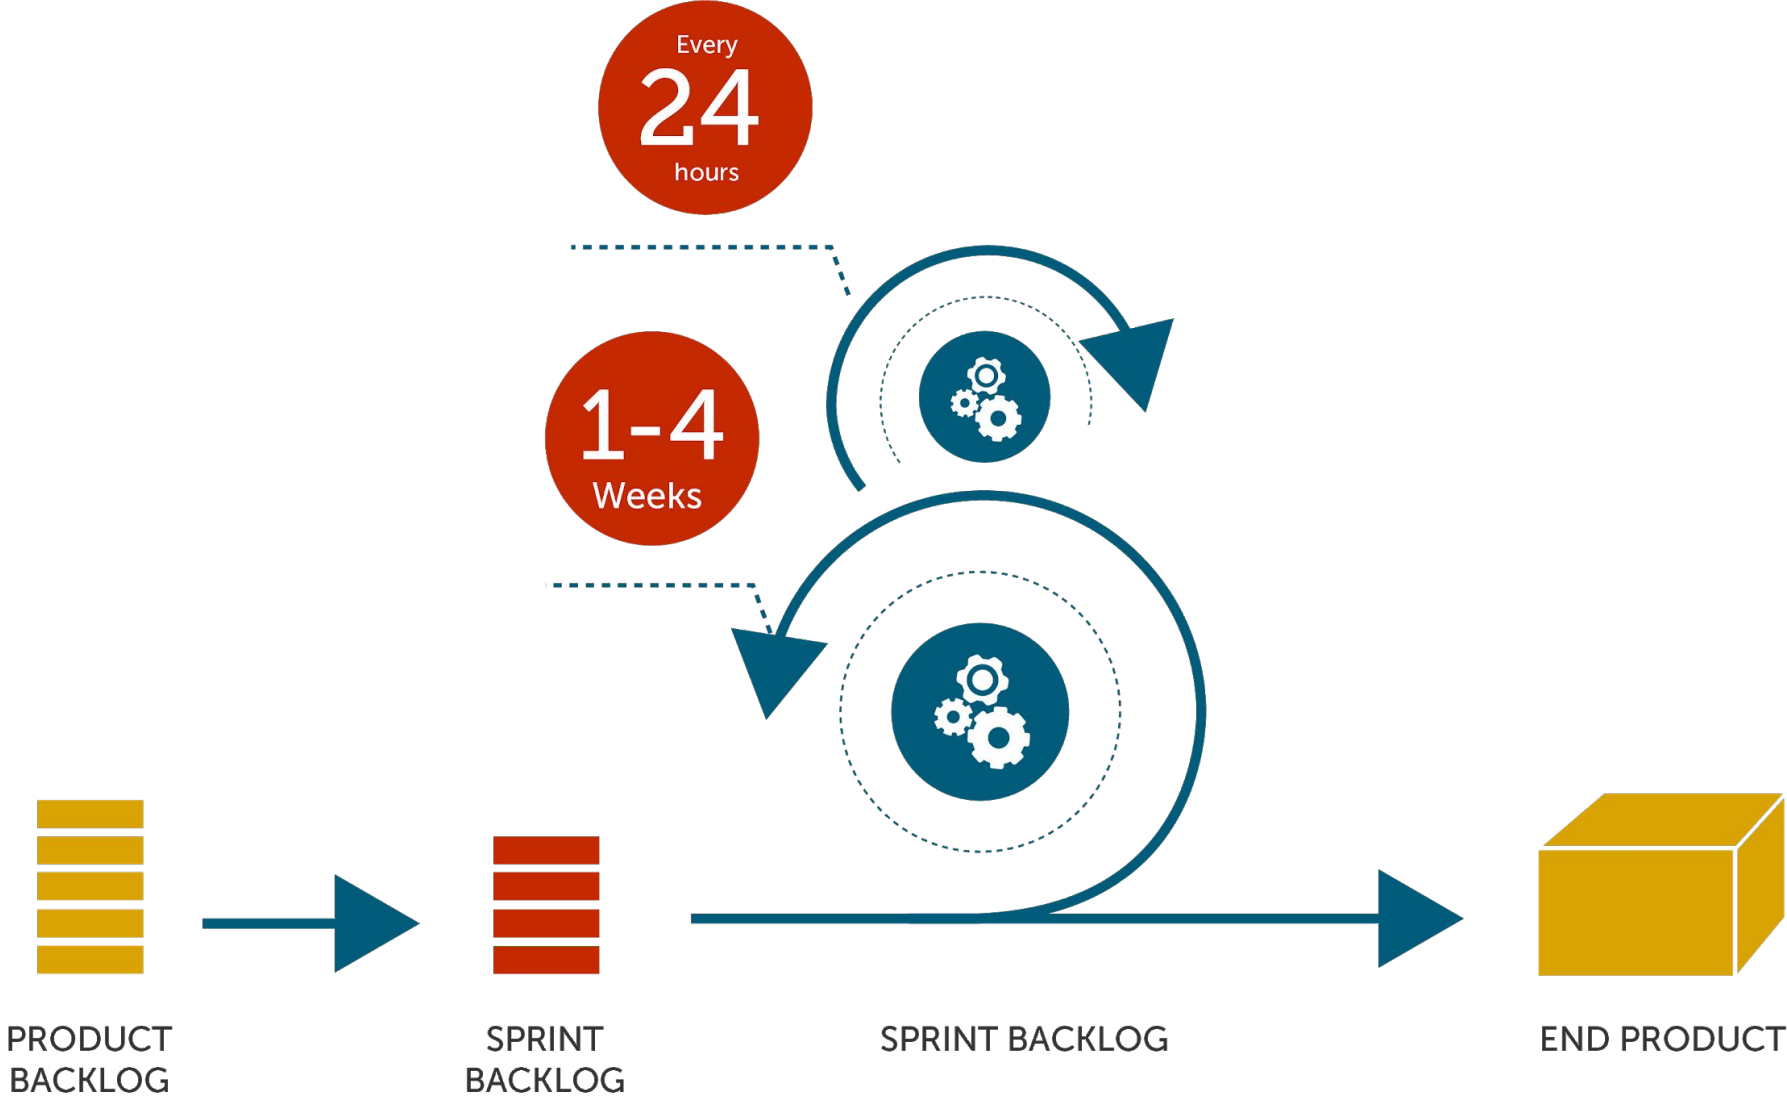 Every
24
hours
1-4
Weeks
PRODUCT
BACKLOG
SPRINT
BACKLOG
SPRINT BACKLOG
END PRODUCT